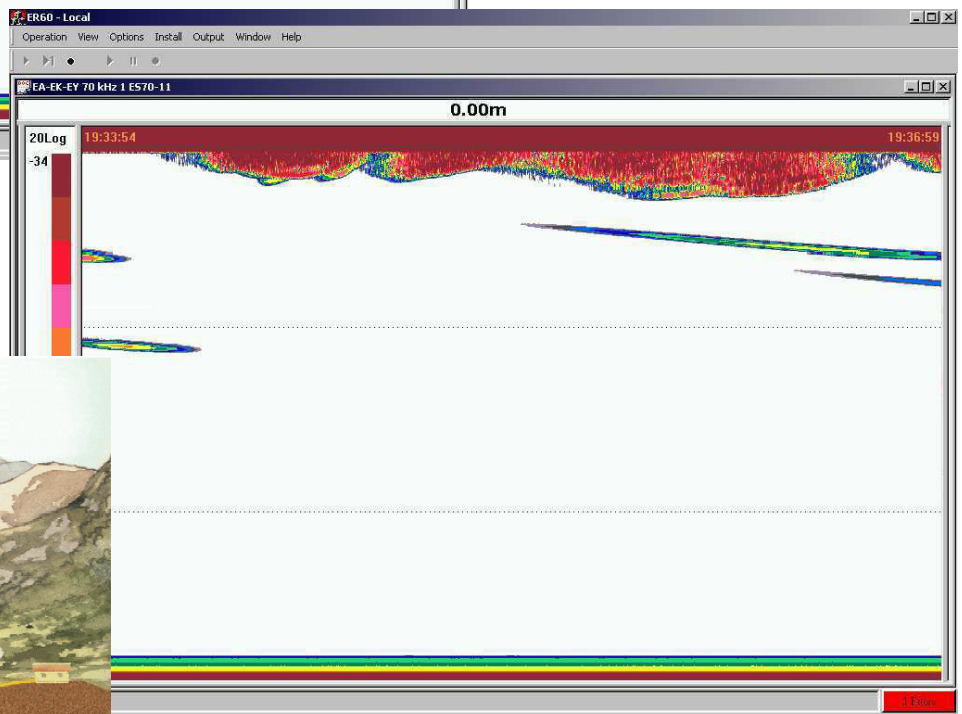 ER60 - Local
Operation View Options Install Output Window Help
EA-EK-EY 70 kHz 1 ES70-11
0.00m
20Log 19:33:54 19:36:59
-34